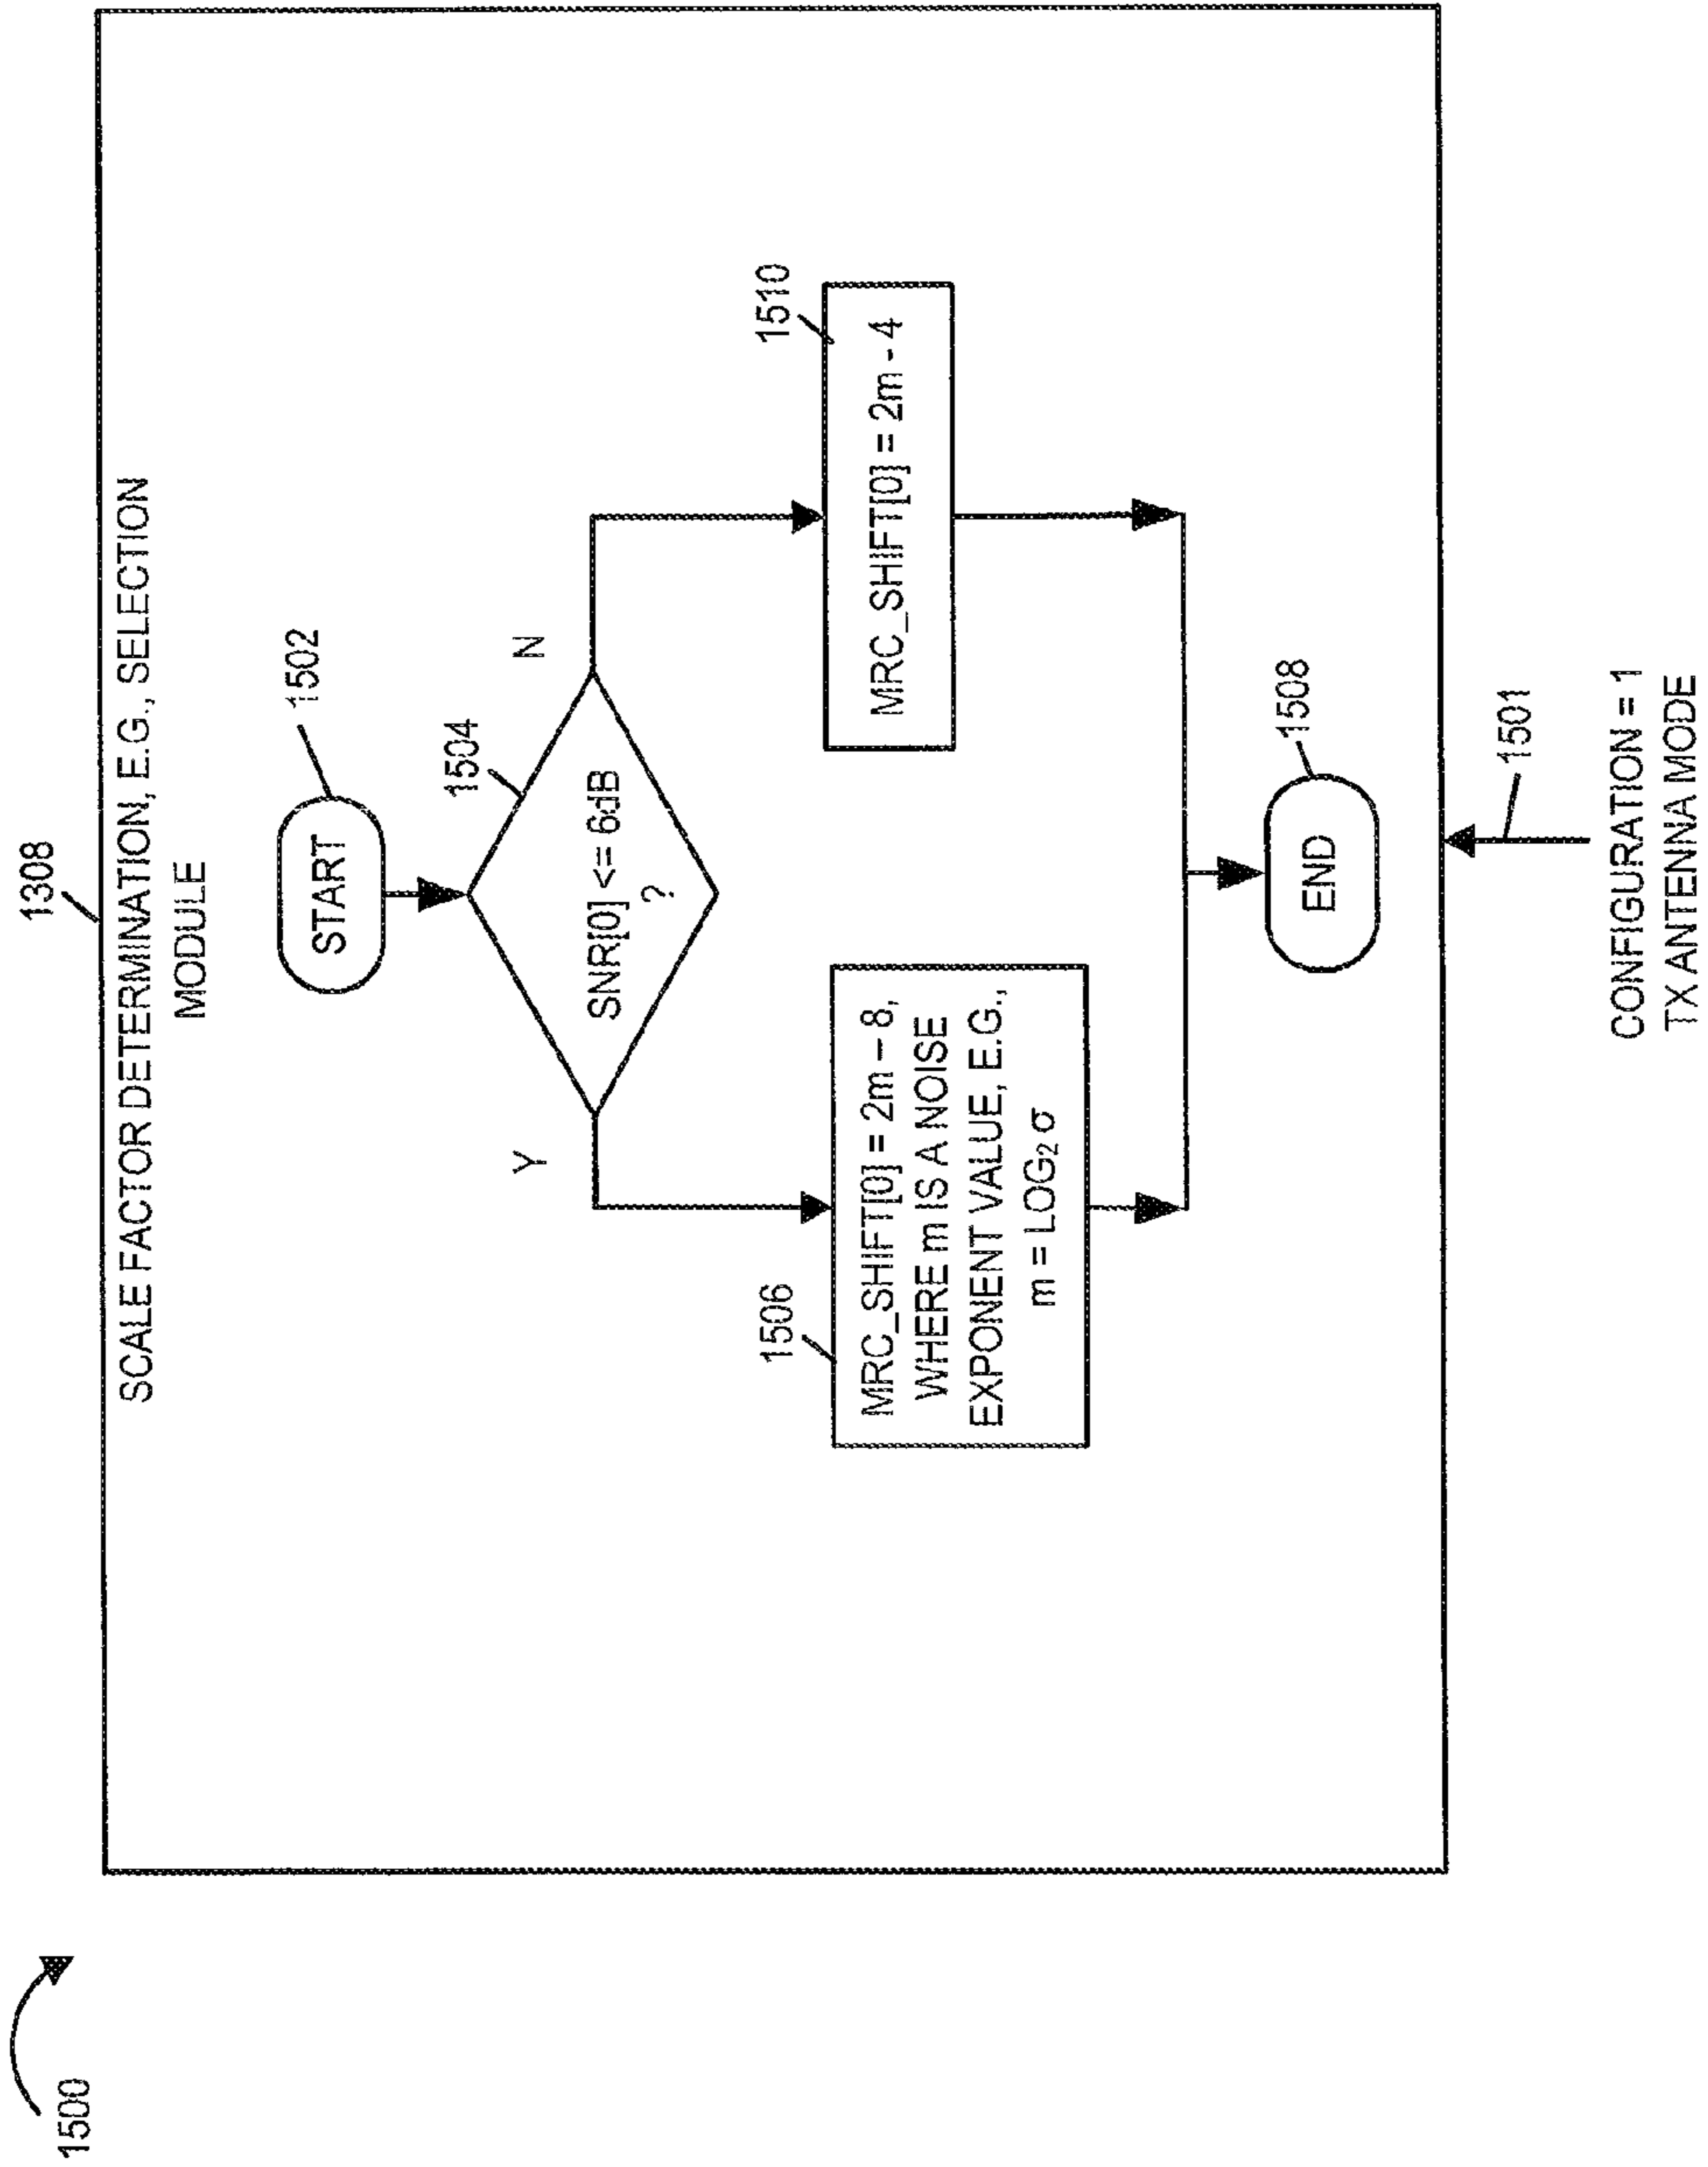 1500
1308
SCALE FACTOR DETERMINATION, E.G., SELECTION
MODULE
START
1502
1504
SNR[0] <= 6dB
?
Y
N
1506
MRC_SHIFT[0] = 2m – 8,
WHERE m IS A NOISE
EXPONENT VALUE, E.G.,
m = LOG₂ σ
1510
MRC_SHIFT[0] = 2m - 4
END
1508
1501
CONFIGURATION = 1
TX ANTENNA MODE